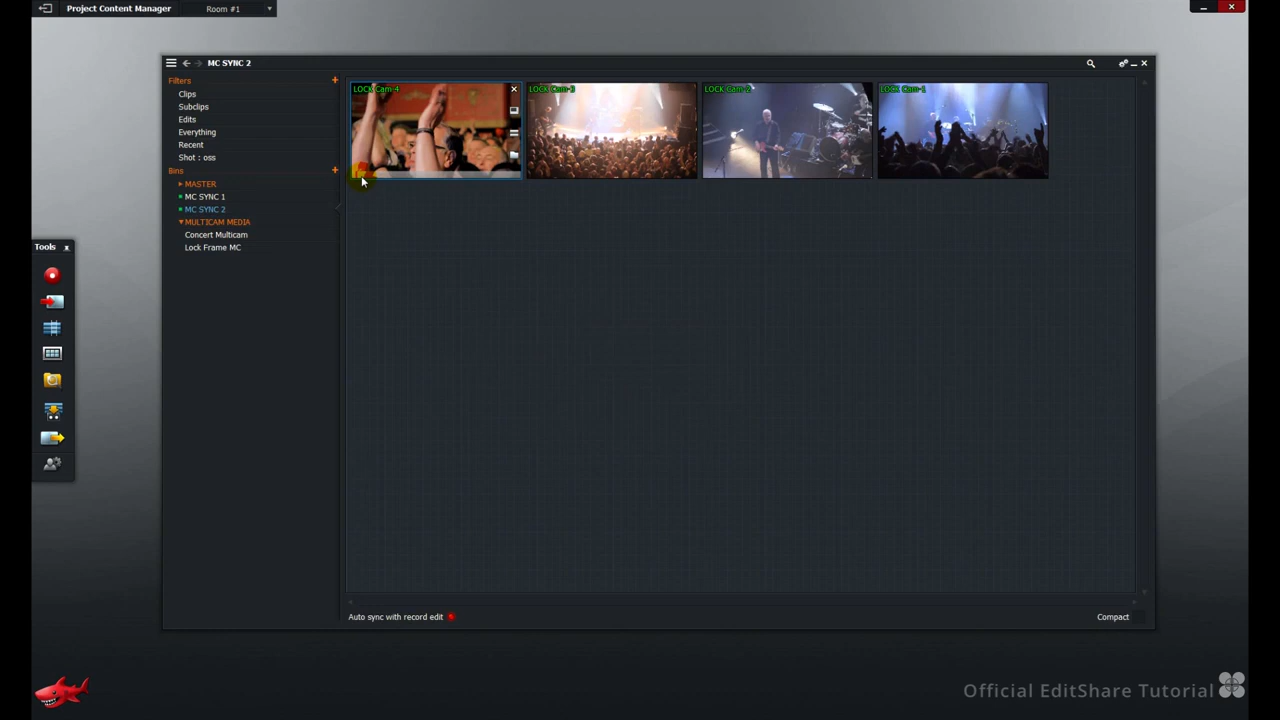 Project Content Manager
Room #1
MC SYNC 2
Filters
Clips
Subclips
Edits
Everything
Recent
Shot : oss
Bins
MASTER
MC SYNC 1
MC SYNC 2
MULTICAM MEDIA
Concert Multicam
Lock Frame MC
LOCK Cam-4
LOCK Cam-3
LOCK Cam-2
LOCK Cam-1
Tools
Auto sync with record edit
Compact
Official EditShare Tutorial